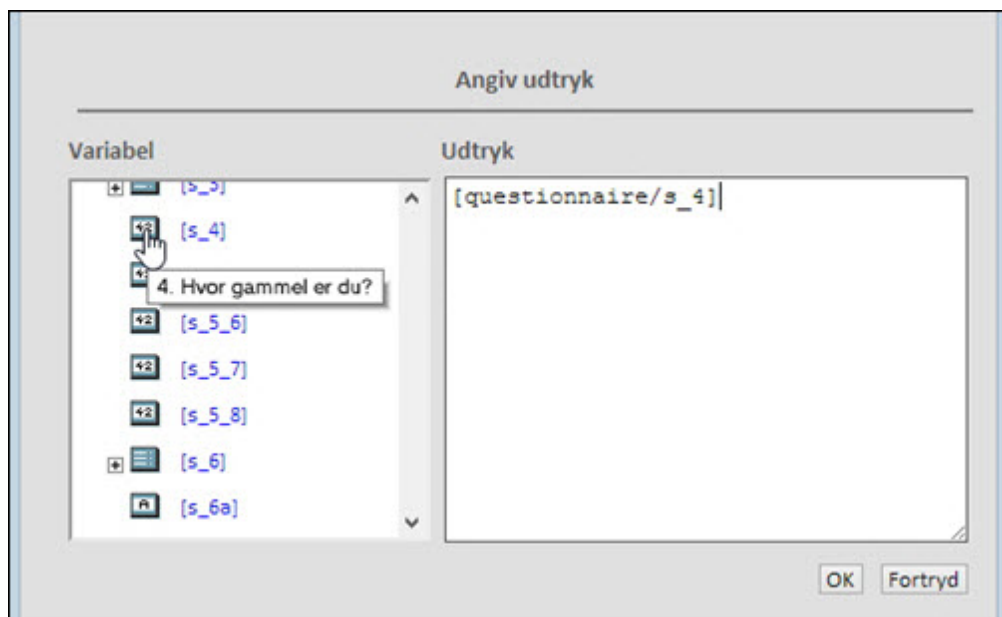 Angiv udtryk
Variabel
Udtryk
[s_3]
[questionnaire/s_4]
[s_4]
4. Hvor gammel er du?
[s_5_6]
[s_5_7]
[s_5_8]
[s_6]
[s_6a]
OK
Fortryd